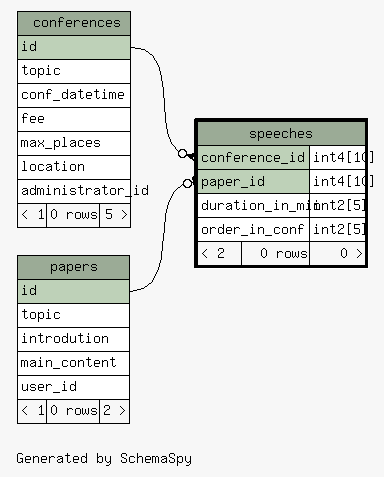 conferences
id
topic
conf_datetime
fee
max_places
location
administrator_id
< 1 0 rows 5 >
speeches
conference_id int4[10]
paper_id int4[10]
duration_in_min int2[5]
order_in_conf int2[5]
< 2 0 rows 0 >
papers
id
topic
introdution
main_content
user_id
< 1 0 rows 2 >
Generated by SchemaSpy